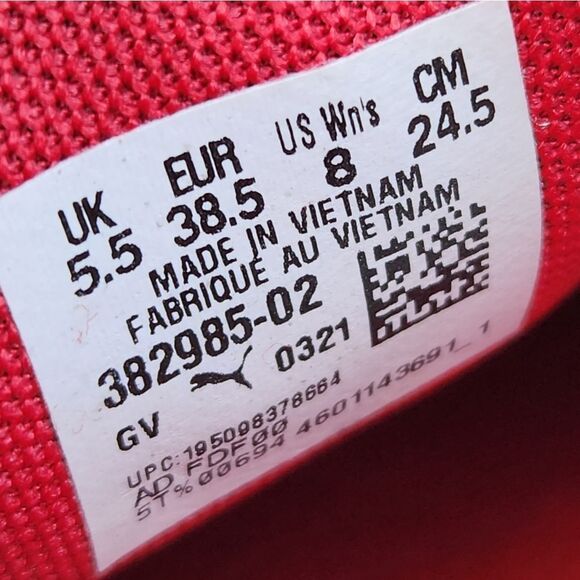 UK EUR US Wn's CM
5.5 38.5 8 24.5
MADE IN VIETNAM
FABRIQUE AU VIETNAM
382985-02
GV 0321
UPC:195098378664
AD FDF00
5T%00694 4601143691_1